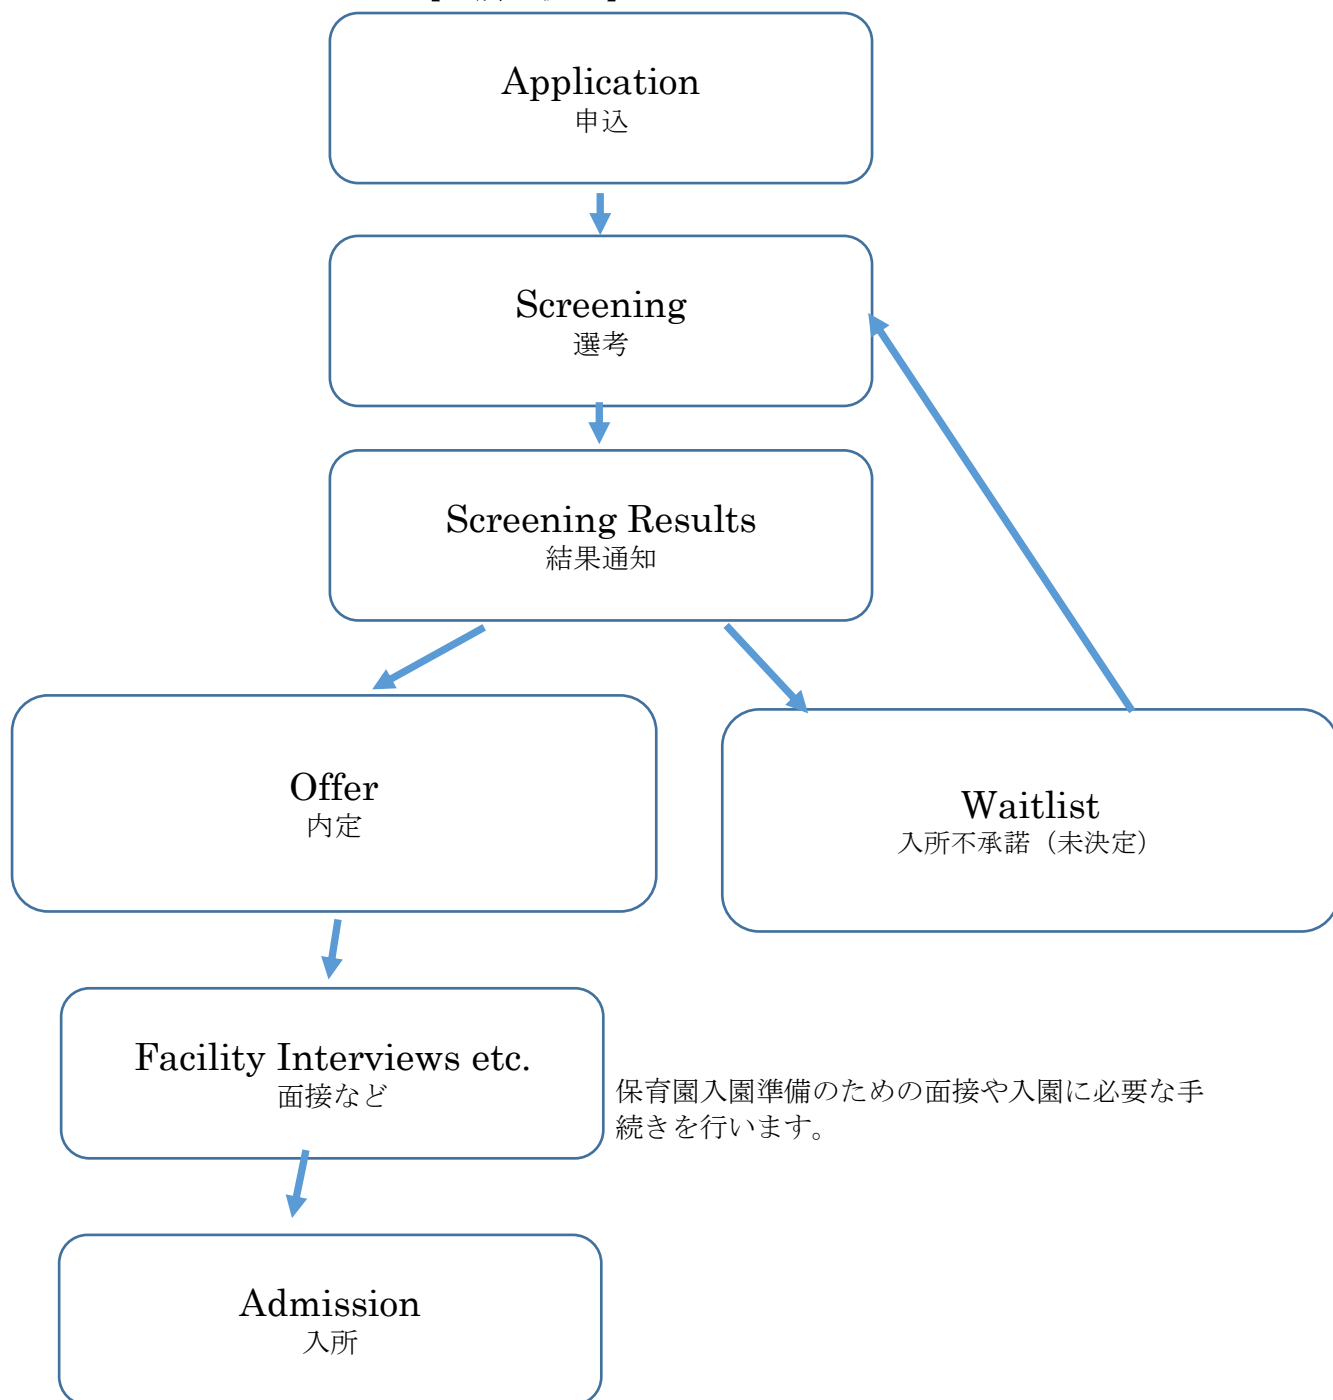 Application
申込
Screening
選考
Screening Results
結果通知
Offer
内定
Waitlist
入所不承諾（未決定）
Facility Interviews etc.
面接など
保育園入園準備のための面接や入園に必要な手
続きを行います。
Admission
入所